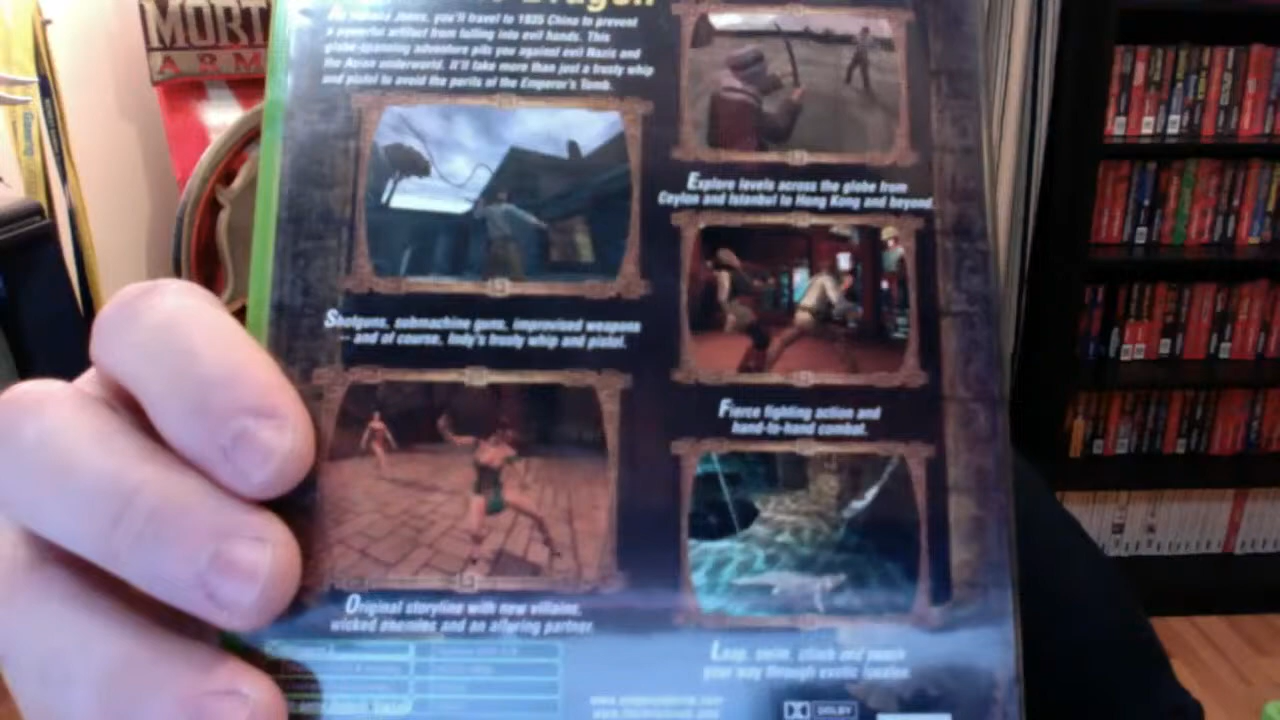 MORT
ARM
Dragon
Jones, you'll travel to 1935 China to prevent
a powerful artifact from falling into evil hands. This
globe-spanning adventure pits you against evil Nazis and
the Asian underworld. It'll take more than just a trusty whip
and pistol to avoid the perils of the Emperor's Tomb.
Shotguns, submachine guns, improvised weapons
-- and of course, Indy's trusty whip and pistol.
Original storyline with new villains,
wicked enemies and an alluring partner.
Explore levels across the globe from
Ceylon and Istanbul to Hong Kong and beyond.
Fierce fighting action and
hand-to-hand combat.
Leap, swim, climb and punch
your way through exotic locales.
DOLBY